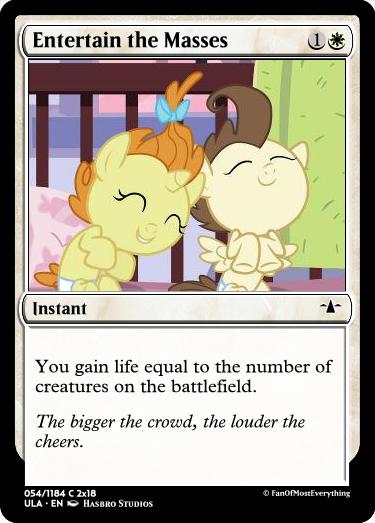 Entertain the Masses 1
Instant
You gain life equal to the number of
creatures on the battlefield.
The bigger the crowd, the louder the
cheers.
054/1184 C 2x18
ULA • EN Hasbro Studios
© FanOfMostEverything